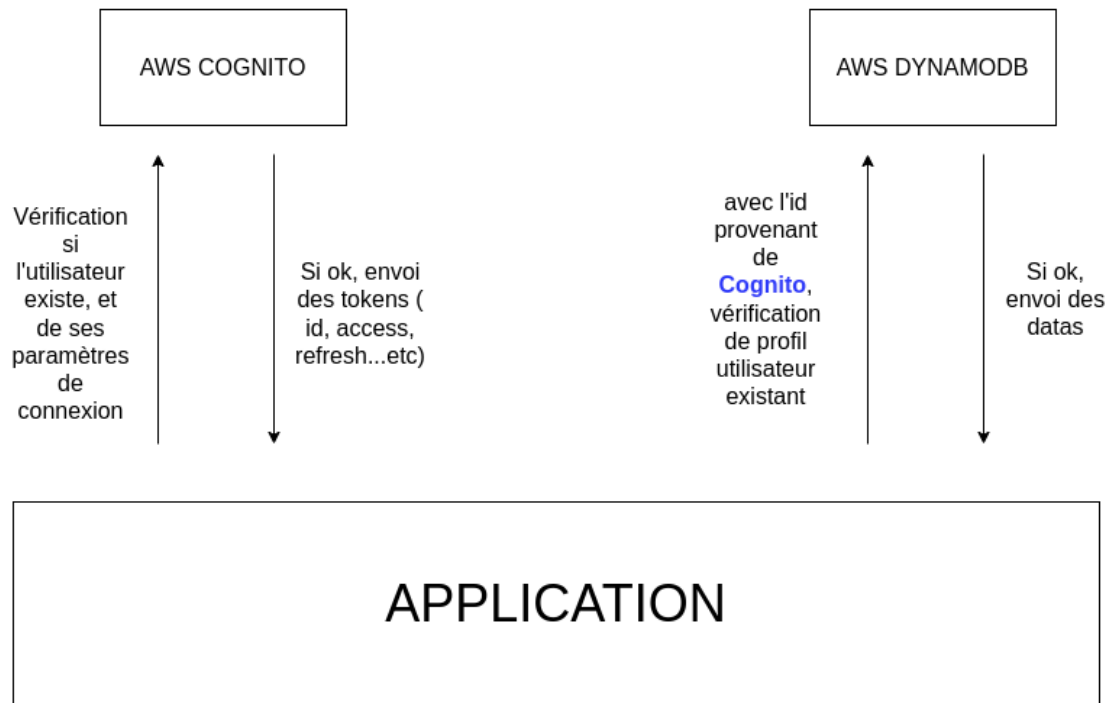 AWS COGNITO
AWS DYNAMODB
Vérification
si
l'utilisateur
existe, et
de ses
paramètres
de
connexion
Si ok, envoi
des tokens (
id, access,
refresh...etc)
avec l'id
provenant
de
Cognito,
vérification
de profil
utilisateur
existant
Si ok,
envoi des
datas
APPLICATION